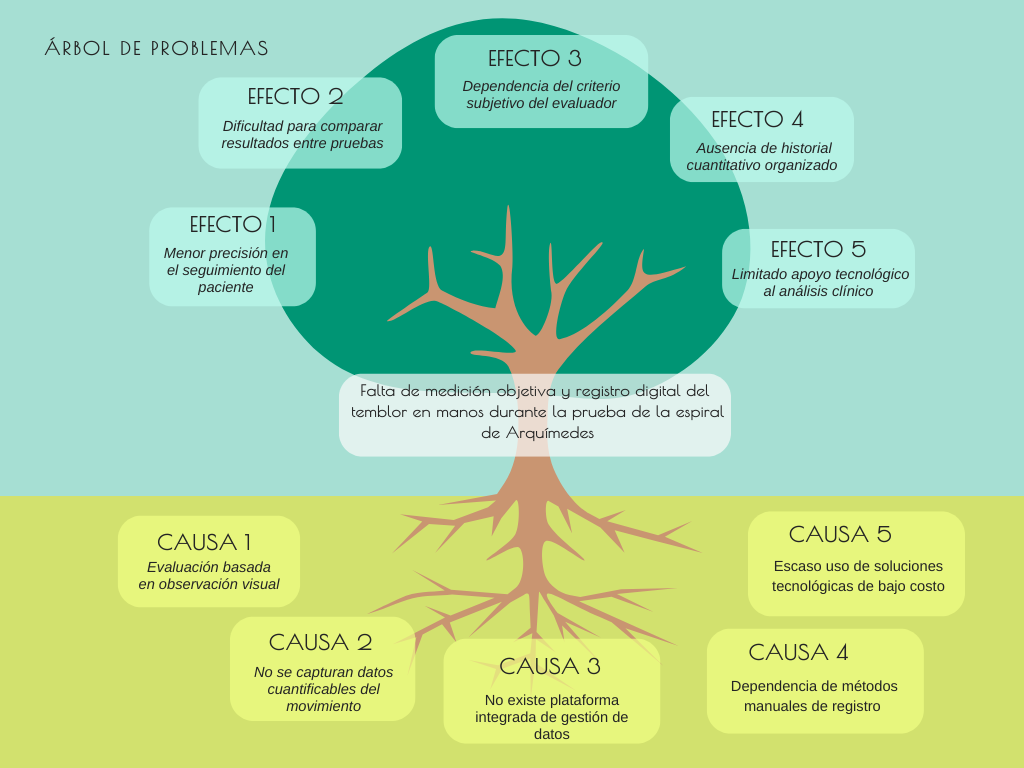 ÁRBOL DE PROBLEMAS
EFECTO 3
Dependencia del criterio
subjetivo del evaluador
EFECTO 2
Dificultad para comparar
resultados entre pruebas
EFECTO 4
Ausencia de historial
cuantitativo organizado
EFECTO 1
Menor precisión en
el seguimiento del
paciente
EFECTO 5
Limitado apoyo tecnológico
al análisis clínico
Falta de medición objetiva y registro digital del
temblor en manos durante la prueba de la espiral
de Arquímedes
CAUSA 1
Evaluación basada
en observación visual
CAUSA 5
Escaso uso de soluciones
tecnológicas de bajo costo
CAUSA 2
No se capturan datos
cuantificables del
movimiento
CAUSA 3
No existe plataforma
integrada de gestión de
datos
CAUSA 4
Dependencia de métodos
manuales de registro